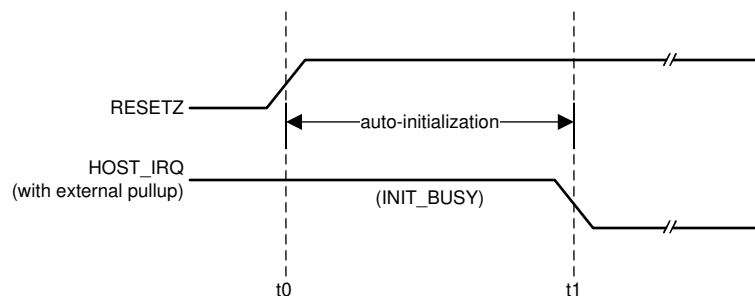 RESETZ
auto-initialization
HOST_IRQ
(with external pullup)
(INIT_BUSY)
t0
t1